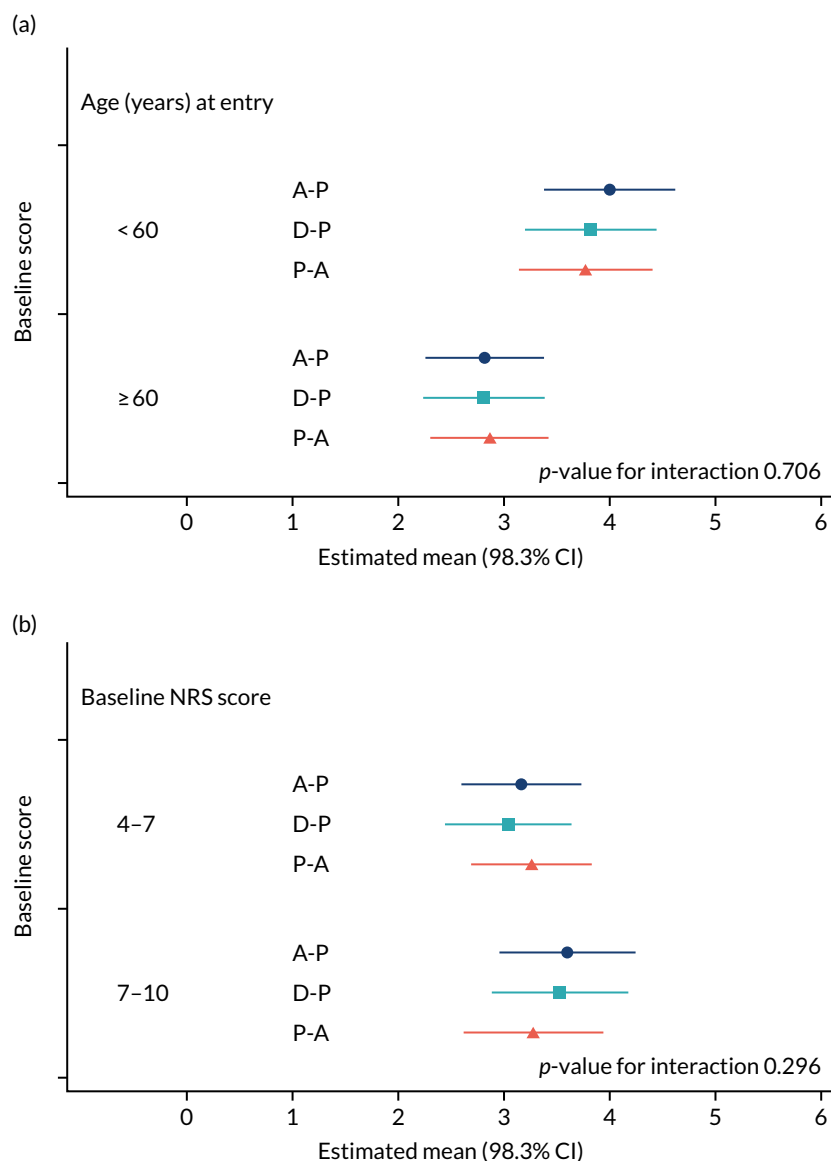 (a)
Age (years) at entry
Baseline score
A-P
<60 D-P
P-A
A-P
≥60 D-P
P-A
p-value for interaction 0.706
0 1 2 3 4 5 6
Estimated mean (98.3% CI)
(b)
Baseline NRS score
Baseline score
A-P
4–7 D-P
P-A
A-P
7–10 D-P
P-A
p-value for interaction 0.296
0 1 2 3 4 5 6
Estimated mean (98.3% CI)